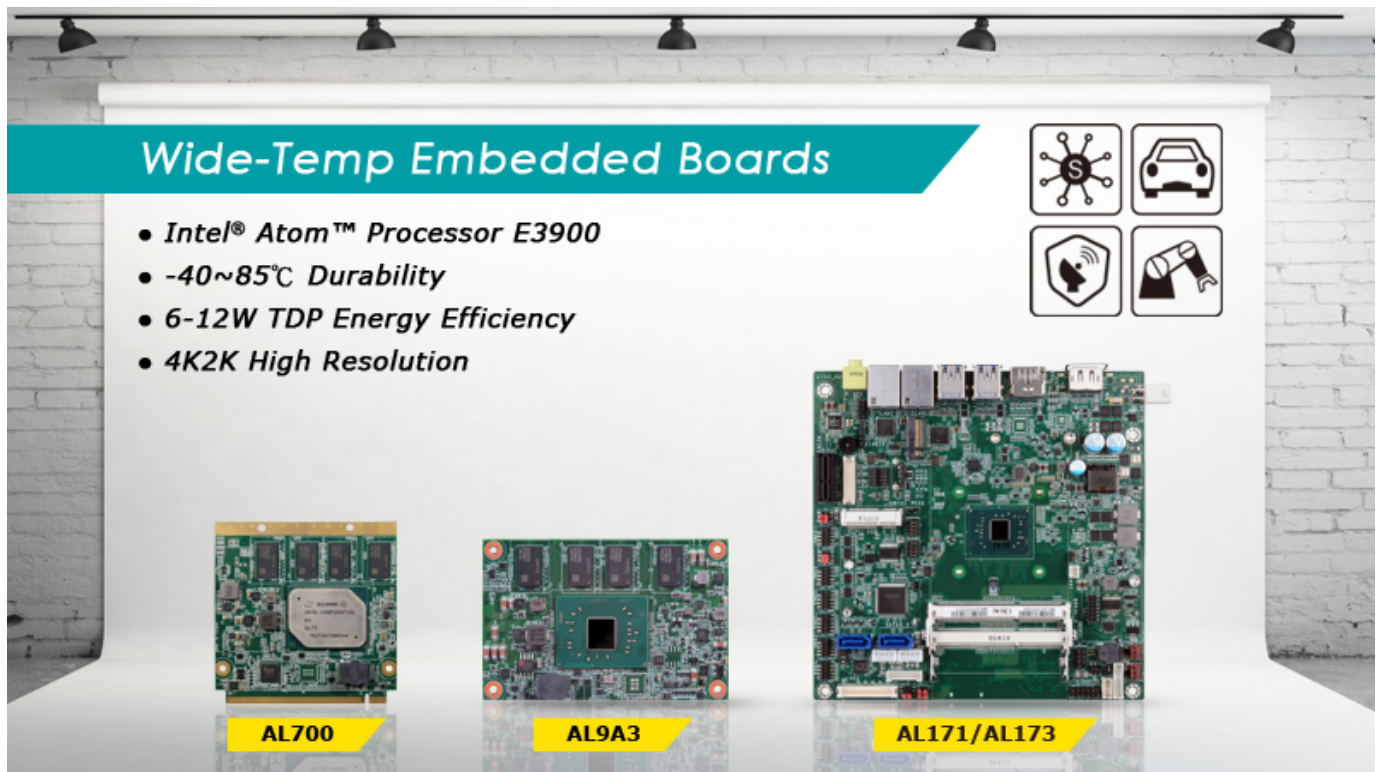 Wide-Temp Embedded Boards
S
• Intel® Atom™ Processor E3900
• -40~85℃ Durability
• 6-12W TDP Energy Efficiency
• 4K2K High Resolution
AL700
AL9A3
AL171/AL173